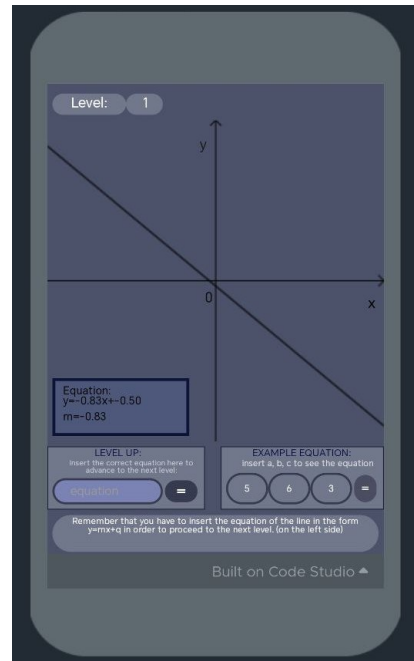 Level: 1
y
0
x
Equation:
y=-0.83x+-0.50
m=-0.83
LEVEL UP:
Insert the correct equation here to
advance to the next level:
equation
=
EXAMPLE EQUATION:
insert a, b, c to see the equation
5 6 3 =
Remember that you have to insert the equation of the line in the form
y=mx+q in order to proceed to the next level. (on the left side)
Built on Code Studio